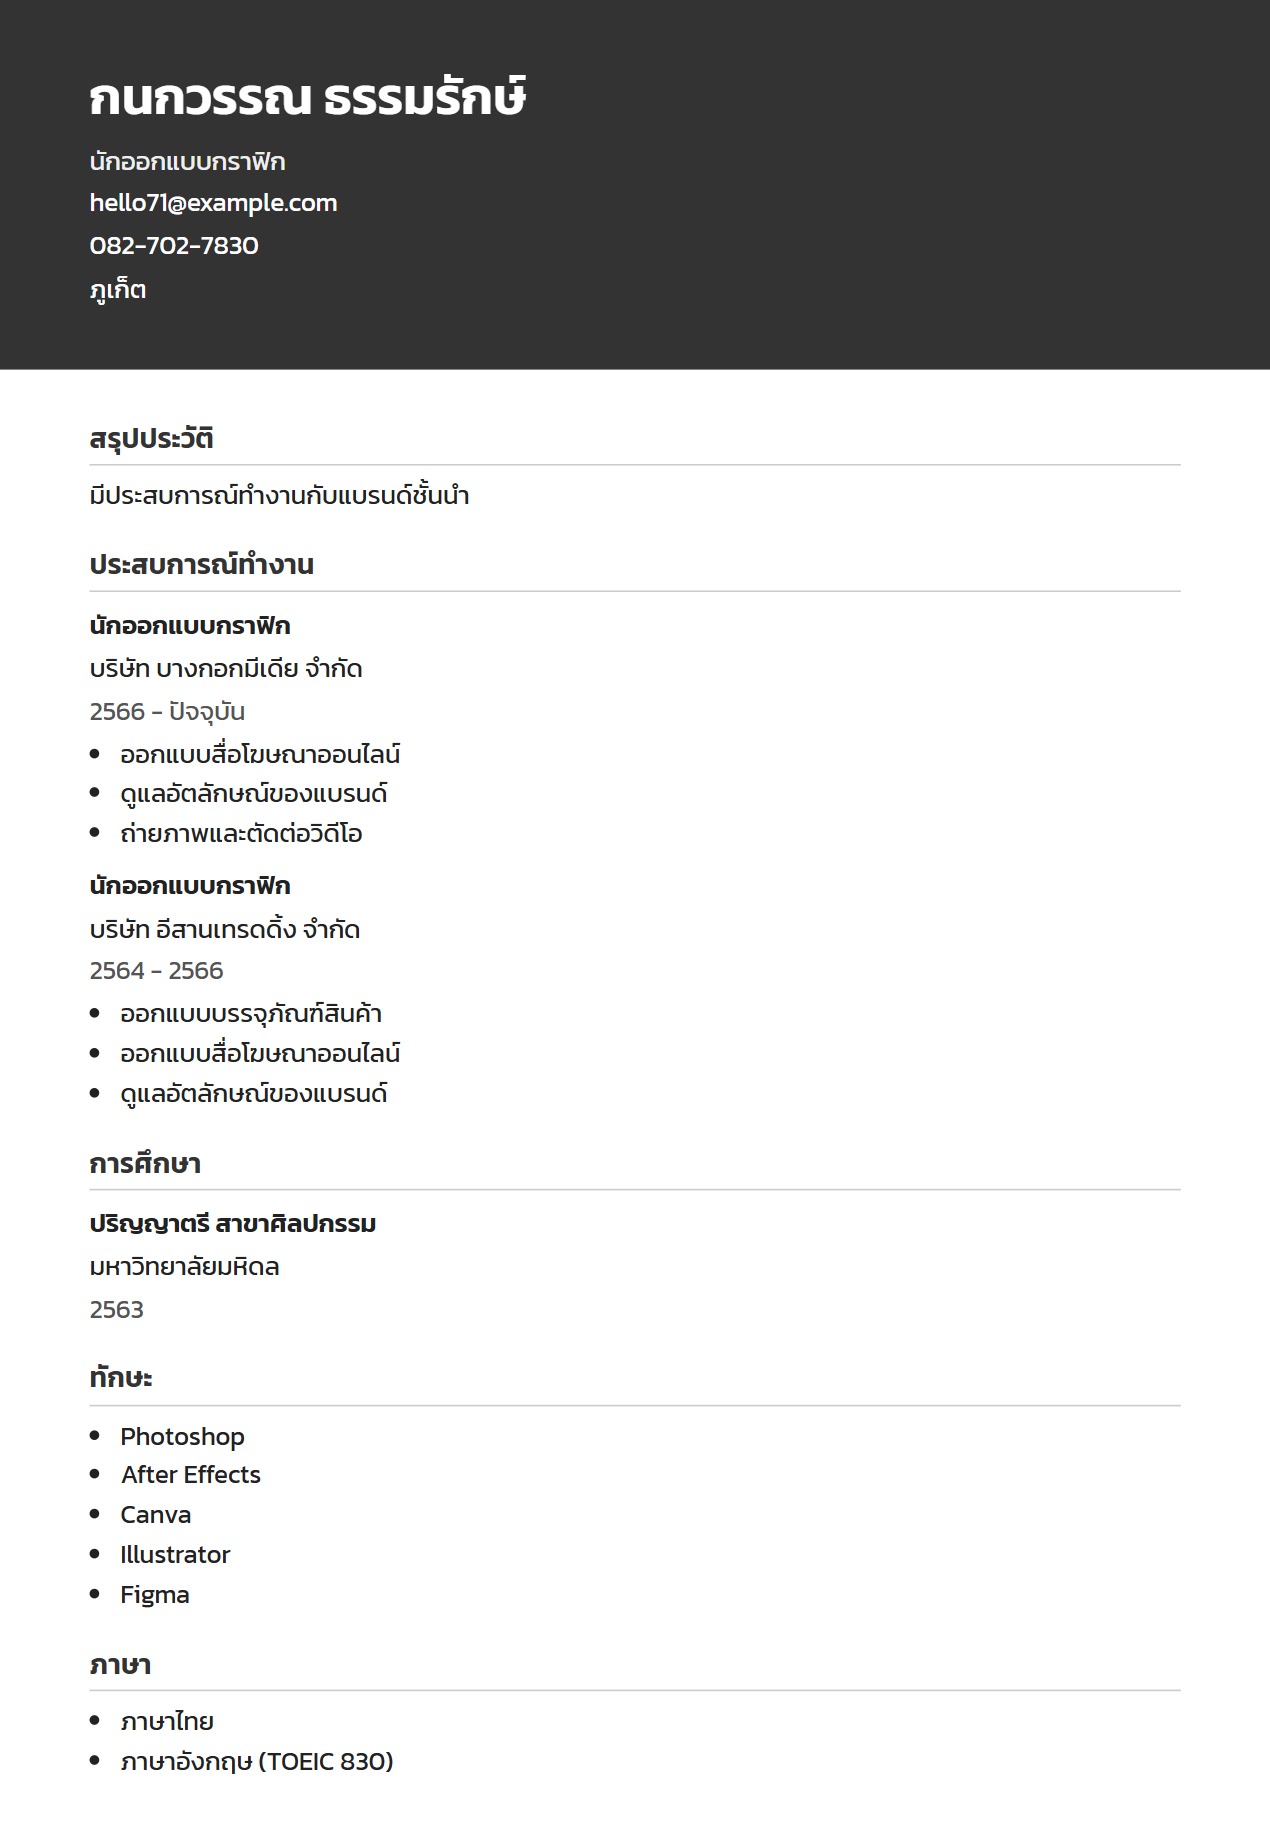 กนกวรรณ ธรรมรักษ์
นักออกแบบกราฟิก
hello71@example.com
082-702-7830
ภูเก็ต
สรุปประวัติ
มีประสบการณ์ทำงานกับแบรนด์ชั้นนำ
ประสบการณ์ทำงาน
นักออกแบบกราฟิก
บริษัท บางกอกมีเดีย จำกัด
2566 - ปัจจุบัน
• ออกแบบสื่อโฆษณาออนไลน์
• ดูแลอัตลักษณ์ของแบรนด์
• ถ่ายภาพและตัดต่อวิดีโอ
นักออกแบบกราฟิก
บริษัท อีสานเทรดดิ้ง จำกัด
2564 - 2566
• ออกแบบบรรจุภัณฑ์สินค้า
• ออกแบบสื่อโฆษณาออนไลน์
• ดูแลอัตลักษณ์ของแบรนด์
การศึกษา
ปริญญาตรี สาขาศิลปกรรม
มหาวิทยาลัยมหิดล
2563
ทักษะ
• Photoshop
• After Effects
• Canva
• Illustrator
• Figma
ภาษา
• ภาษาไทย
• ภาษาอังกฤษ (TOEIC 830)